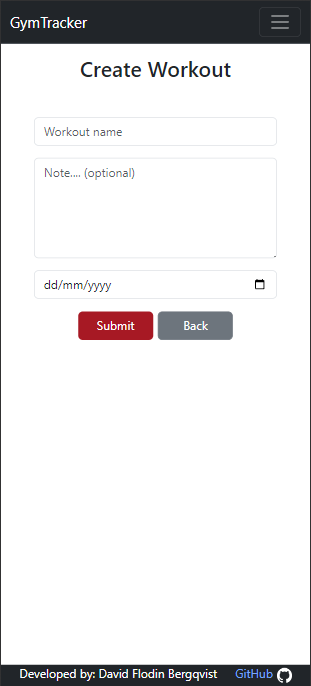 GymTracker
Create Workout
Workout name
Note.... (optional)
dd/mm/yyyy
Submit Back
Developed by: David Flodin Bergqvist GitHub